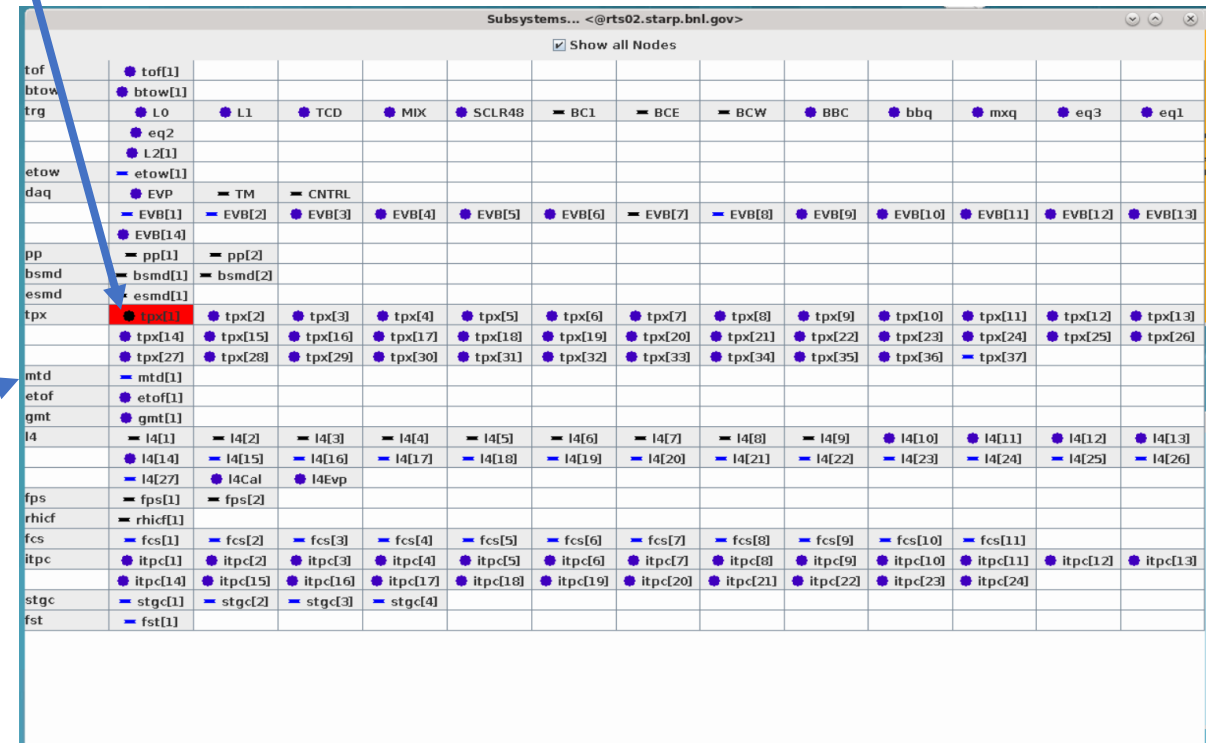 Subsystems... <@rts02.starp.bnl.gov>
Show all Nodes
tof tof[1]
btow btow[1]
trg L0 L1 TCD MIX SCLR48 BC1 BCE BCW BBC bbq mxq eq3 eq1
eq2
L2[1]
etow etow[1]
daq EVP TM CNTRL
EVB[1] EVB[2] EVB[3] EVB[4] EVB[5] EVB[6] EVB[7] EVB[8] EVB[9] EVB[10] EVB[11] EVB[12] EVB[13]
EVB[14]
pp pp[1] pp[2]
bsmd bsmd[1] bsmd[2]
esmd esmd[1]
tpx tpx[1] tpx[2] tpx[3] tpx[4] tpx[5] tpx[6] tpx[7] tpx[8] tpx[9] tpx[10] tpx[11] tpx[12] tpx[13]
tpx[14] tpx[15] tpx[16] tpx[17] tpx[18] tpx[19] tpx[20] tpx[21] tpx[22] tpx[23] tpx[24] tpx[25] tpx[26]
tpx[27] tpx[28] tpx[29] tpx[30] tpx[31] tpx[32] tpx[33] tpx[34] tpx[35] tpx[36] tpx[37]
mtd mtd[1]
etof etof[1]
gmt gmt[1]
l4 l4[1] l4[2] l4[3] l4[4] l4[5] l4[6] l4[7] l4[8] l4[9] l4[10] l4[11] l4[12] l4[13]
l4[14] l4[15] l4[16] l4[17] l4[18] l4[19] l4[20] l4[21] l4[22] l4[23] l4[24] l4[25] l4[26]
l4[27] l4Cal l4Evp
fps fps[1] fps[2]
rhicf rhicf[1]
fcs fcs[1] fcs[2] fcs[3] fcs[4] fcs[5] fcs[6] fcs[7] fcs[8] fcs[9] fcs[10] fcs[11]
itpc itpc[1] itpc[2] itpc[3] itpc[4] itpc[5] itpc[6] itpc[7] itpc[8] itpc[9] itpc[10] itpc[11] itpc[12] itpc[13]
itpc[14] itpc[15] itpc[16] itpc[17] itpc[18] itpc[19] itpc[20] itpc[21] itpc[22] itpc[23] itpc[24]
stgc stgc[1] stgc[2] stgc[3] stgc[4]
fst fst[1]